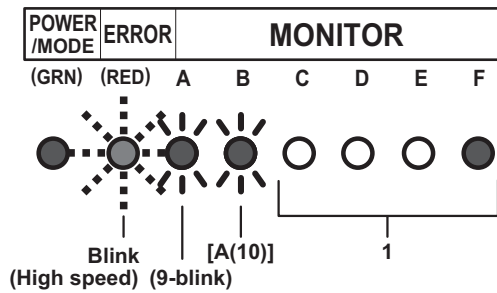 POWER /MODE ERROR MONITOR
(GRN) (RED) A B C D E F
Blink (High speed) (9-blink) [A(10)] 1